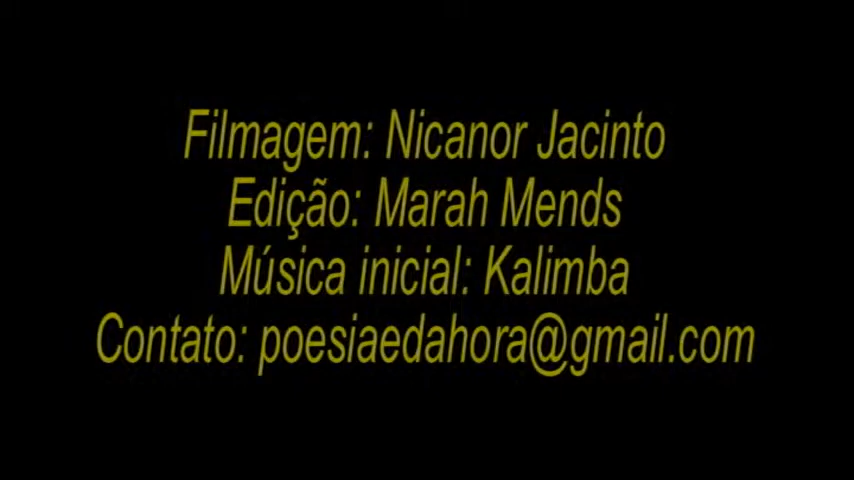 Filmagem: Nicanor Jacinto
Edição: Marah Mends
Música inicial: Kalimba
Contato: poesiaedahora@gmail.com